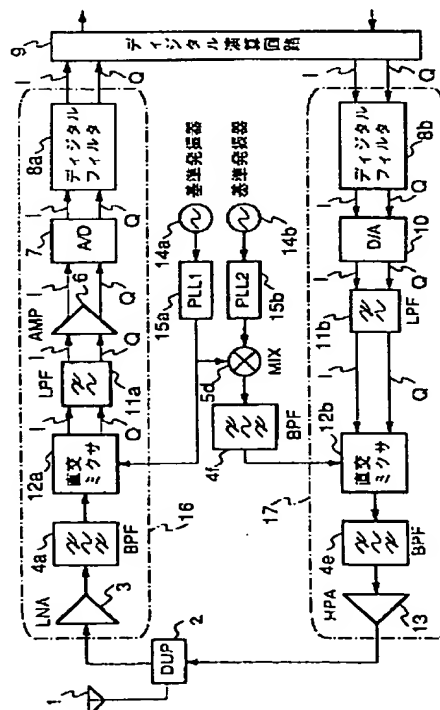 9
ディジタル演算回路
I
Q
I
Q
8a
ディジタル
フィルタ
I
Q
7
A/D
I
Q
AMP
6
I
Q
LPF
11a
I
Q
12a
直交
ミクサ
4a
BPF
LNA
3
16
基準発振器
14a
PLL1
15a
基準発振器
14b
PLL2
15b
MIX
5d
BPF
4f
DUP
2
1
ディジタル
フィルタ
8b
I
Q
D/A
10
I
Q
11b
LPF
I
Q
12b
直交
ミクサ
17
4e
BPF
HPA
13